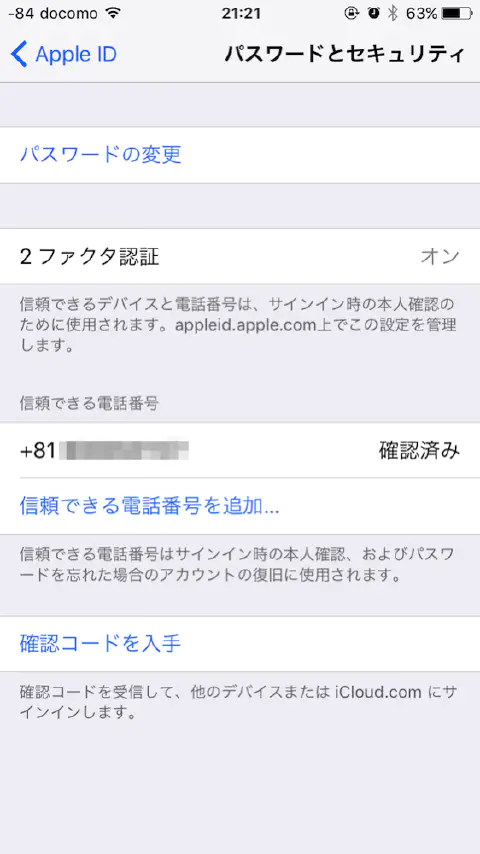 -84 docomo 21:21 63%
Apple ID パスワードとセキュリティ
パスワードの変更
2 ファクタ認証 オン
信頼できるデバイスと電話番号は、サインイン時の本人確認の
ために使用されます。appleid.apple.com上でこの設定を管理
します。
信頼できる電話番号
+81 確認済み
信頼できる電話番号を追加...
信頼できる電話番号はサインイン時の本人確認、およびパスワ
ードを忘れた場合のアカウントの復旧に使用されます。
確認コードを入手
確認コードを受信して、他のデバイスまたは iCloud.com にサ
インインします。